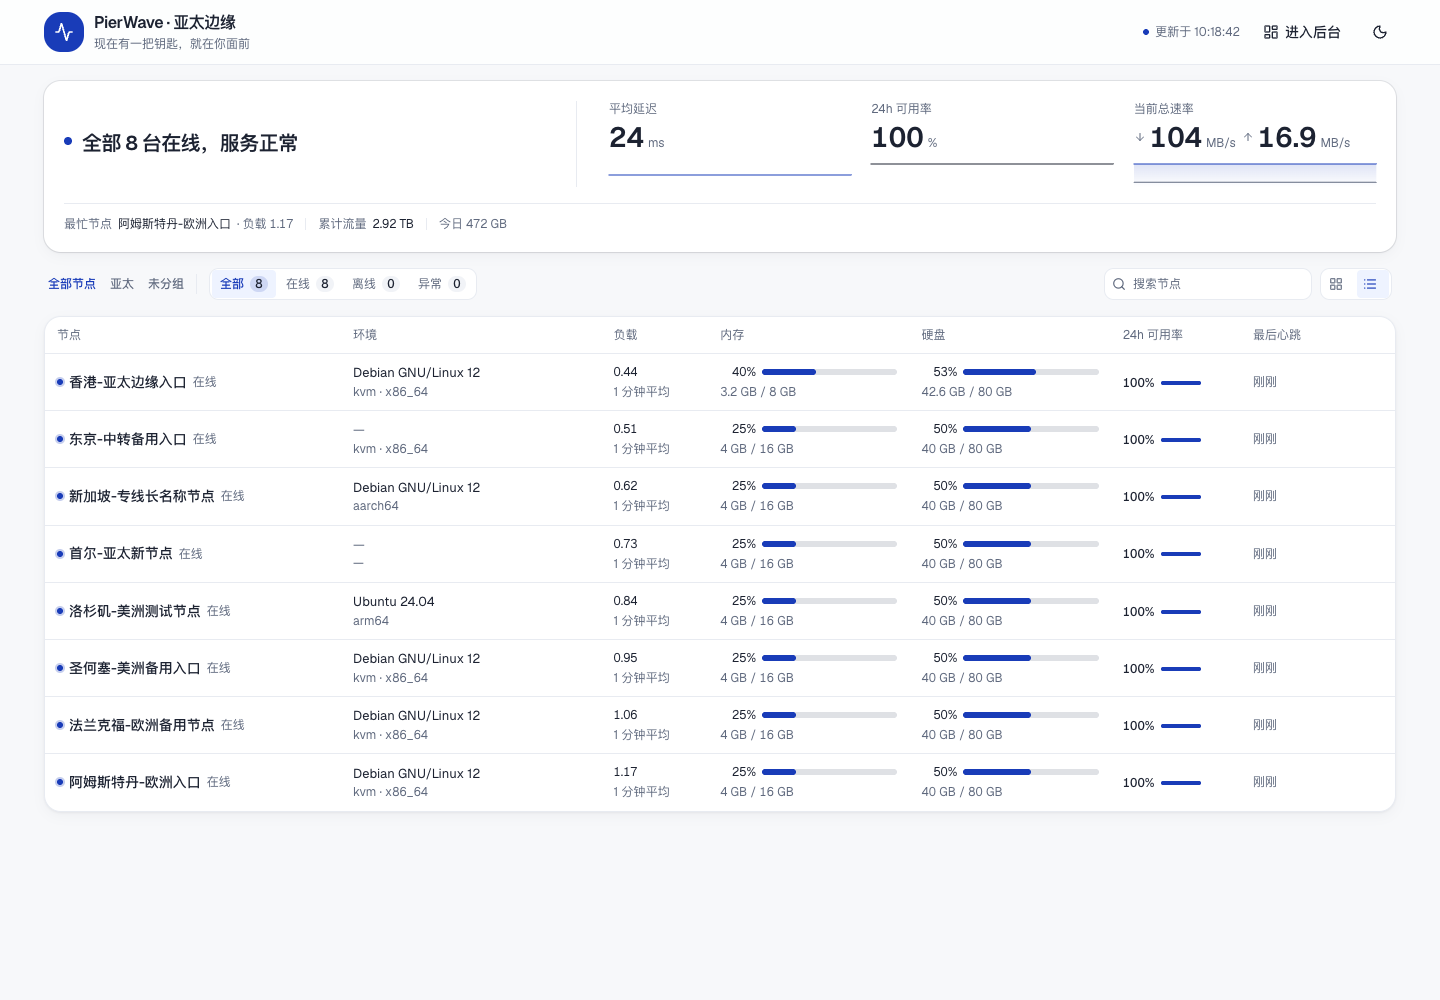 PierWave · 亚太边缘
现在有一把钥匙，就在你面前
更新于 10:18:42
进入后台
全部 8 台在线，服务正常
平均延迟
24 ms
24h 可用率
100 %
当前总速率
↓ 104 MB/s ↑ 16.9 MB/s
最忙节点 阿姆斯特丹-欧洲入口 · 负载 1.17 累计流量 2.92 TB 今日 472 GB
全部节点 亚太 未分组 全部 8 在线 8 离线 0 异常 0 搜索节点
节点 环境 负载 内存 硬盘 24h 可用率 最后心跳
香港-亚太边缘入口 在线
Debian GNU/Linux 12
kvm · x86_64
0.44
1 分钟平均
40%
3.2 GB / 8 GB
53%
42.6 GB / 80 GB
100%
刚刚
东京-中转备用入口 在线
—
kvm · x86_64
0.51
1 分钟平均
25%
4 GB / 16 GB
50%
40 GB / 80 GB
100%
刚刚
新加坡-专线长名称节点 在线
Debian GNU/Linux 12
aarch64
0.62
1 分钟平均
25%
4 GB / 16 GB
50%
40 GB / 80 GB
100%
刚刚
首尔-亚太新节点 在线
—
—
0.73
1 分钟平均
25%
4 GB / 16 GB
50%
40 GB / 80 GB
100%
刚刚
洛杉矶-美洲测试节点 在线
Ubuntu 24.04
arm64
0.84
1 分钟平均
25%
4 GB / 16 GB
50%
40 GB / 80 GB
100%
刚刚
圣何塞-美洲备用入口 在线
Debian GNU/Linux 12
kvm · x86_64
0.95
1 分钟平均
25%
4 GB / 16 GB
50%
40 GB / 80 GB
100%
刚刚
法兰克福-欧洲备用节点 在线
Debian GNU/Linux 12
kvm · x86_64
1.06
1 分钟平均
25%
4 GB / 16 GB
50%
40 GB / 80 GB
100%
刚刚
阿姆斯特丹-欧洲入口 在线
Debian GNU/Linux 12
kvm · x86_64
1.17
1 分钟平均
25%
4 GB / 16 GB
50%
40 GB / 80 GB
100%
刚刚